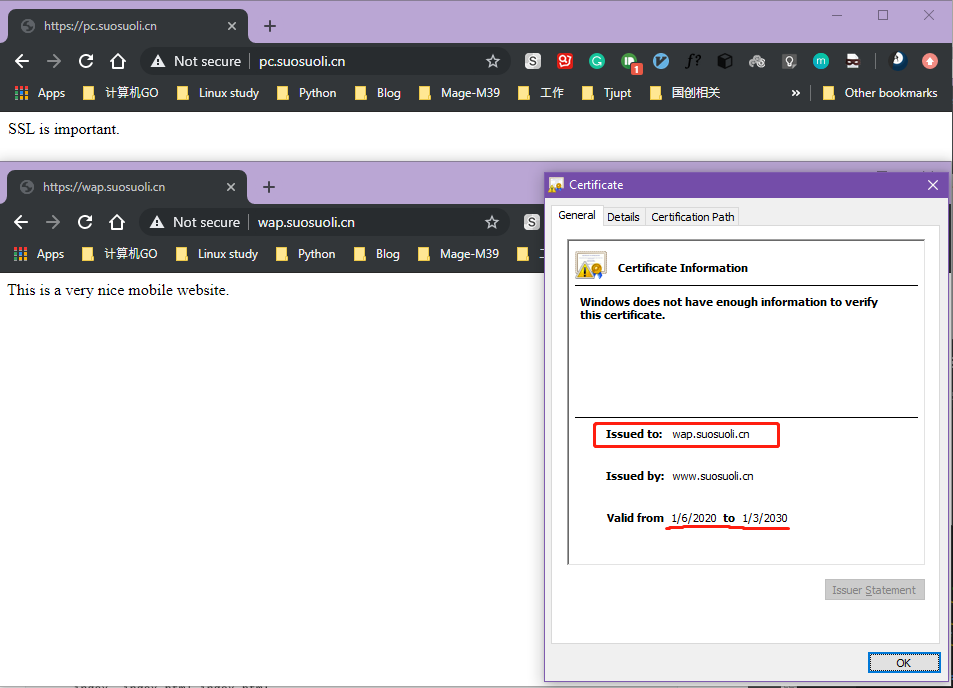 https://pc.suosuoli.cn
Not secure pc.suosuoli.cn
S
1
f?
m
Apps 计算机GO Linux study Python Blog Mage-M39 工作 Tjupt 国创相关 » Other bookmarks
SSL is important.
https://wap.suosuoli.cn
Not secure wap.suosuoli.cn
S
Apps 计算机GO Linux study Python Blog Mage-M39
This is a very nice mobile website.
Certificate
General Details Certification Path
Certificate Information
Windows does not have enough information to verify
this certificate.
Issued to: wap.suosuoli.cn
Issued by: www.suosuoli.cn
Valid from 1/6/2020 to 1/3/2030
Issuer Statement
OK